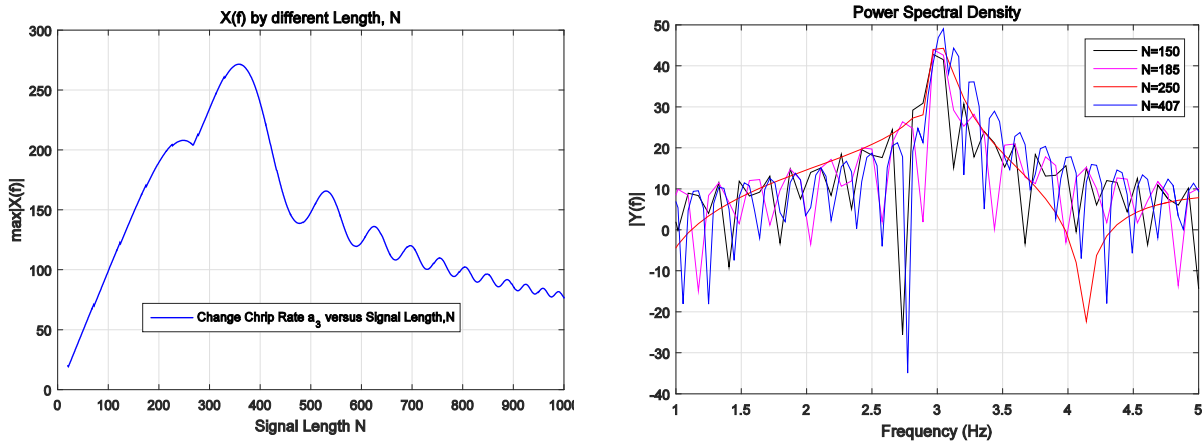 X(f) by different Length, N
max|X(f)|
300
250
200
150
100
50
0
Change Chrip Rate a3 versus Signal Length,N
0 100 200 300 400 500 600 700 800 900 1000
Signal Length N
Power Spectral Density
|Y(f)|
50
40
30
20
10
0
-10
-20
-30
-40
N=150
N=185
N=250
N=407
1 1.5 2 2.5 3 3.5 4 4.5 5
Frequency (Hz)